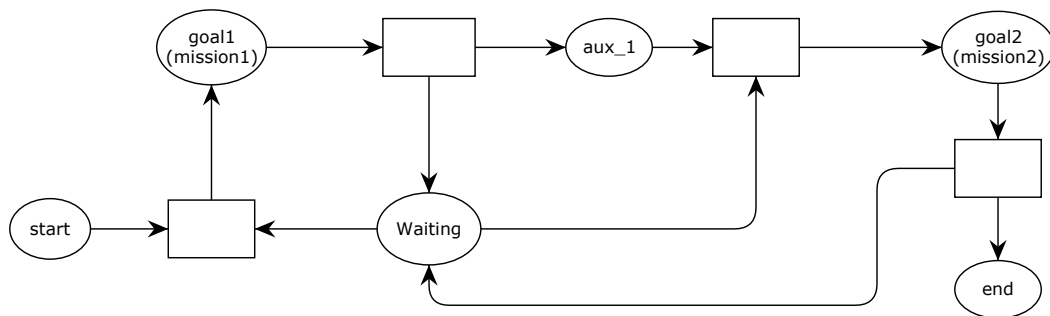 goal1
(mission1)
aux_1
goal2
(mission2)
start
Waiting
end